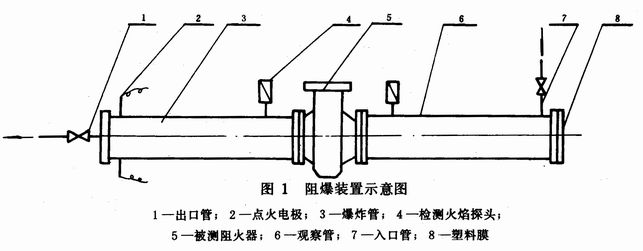 1 2 3 4 5 6 7 8
图 1 阻爆装置示意图
1—出口管； 2—点火电极； 3—爆炸管； 4—检测火焰探头；
5—被测阻火器； 6—观察管； 7—入口管； 8—塑料膜